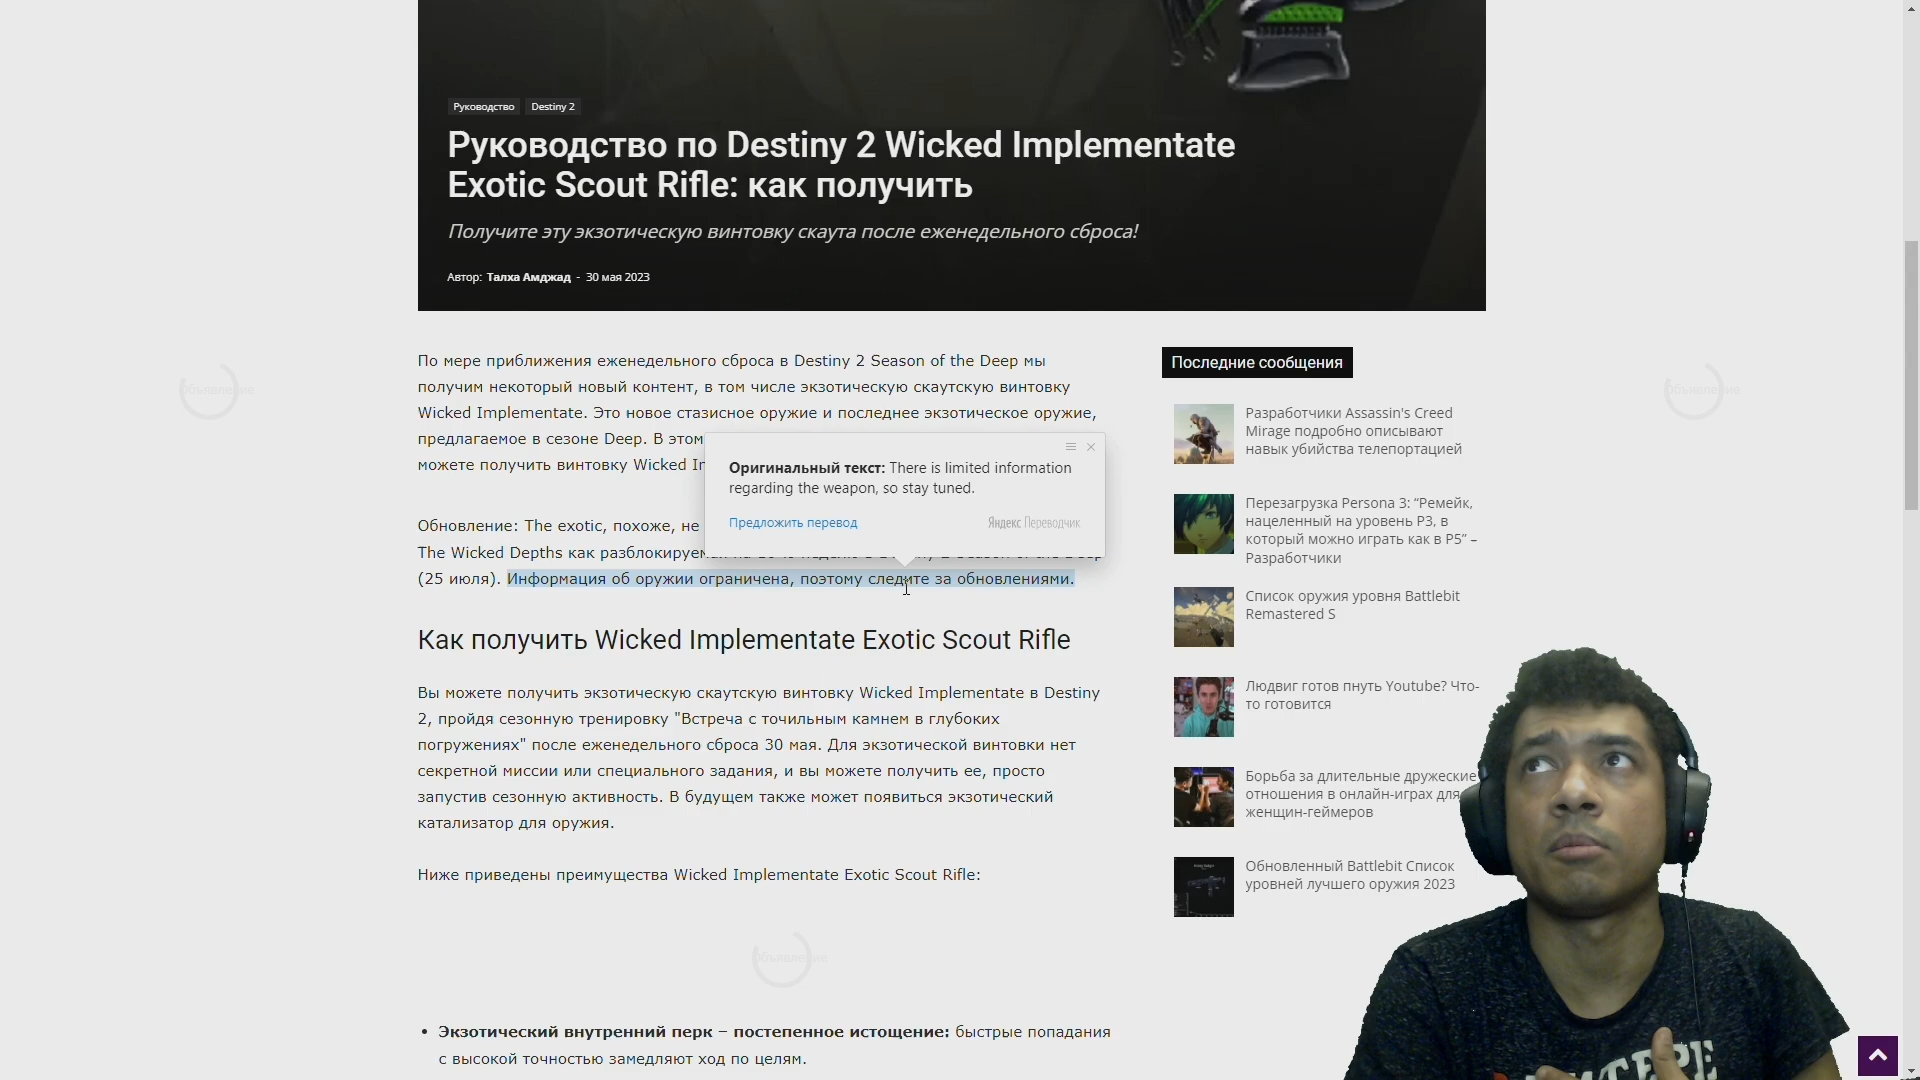 Руководство
Destiny 2
Руководство по Destiny 2 Wicked Implementate
Exotic Scout Rifle: как получить
Получите эту экзотическую винтовку скаута после еженедельного сброса!
Автор: Талха Амджад - 30 мая 2023
По мере приближения еженедельного сброса в Destiny 2 Season of the Deep мы
получим некоторый новый контент, в том числе экзотическую скаутскую винтовку
Wicked Implementate. Это новое стазисное оружие и последнее экзотическое оружие,
предлагаемое в сезоне Deep. В этом
можете получить винтовку Wicked
Оригинальный текст: There is limited information
regarding the weapon, so stay tuned.
Предложить перевод
Яндекс Переводчик
Обновление: The exotic, похоже, не
The Wicked Depths как
(25 июля). Информация об оружии ограничена, поэтому следите за обновлениями.
Как получить Wicked Implementate Exotic Scout Rifle
Вы можете получить экзотическую скаутскую винтовку Wicked Implementate в Destiny
2, пройдя сезонную тренировку "Встреча с точильным камнем в глубоких
погружениях" после еженедельного сброса 30 мая. Для экзотической винтовки нет
секретной миссии или специального задания, и вы можете получить ее, просто
запустив сезонную активность. В будущем также может появиться экзотический
катализатор для оружия.
Ниже приведены преимущества Wicked Implementate Exotic Scout Rifle:
Объявление
• Экзотический внутренний перк – постепенное истощение: быстрые попадания
с высокой точностью замедляют ход по целям.
Объявление
Последние сообщения
Разработчики Assassin's Creed
Mirage подробно описывают
навык убийства телепортацией
Перезагрузка Persona 3: “Ремейк,
нацеленный на уровень P3, в
который можно играть как в P5” –
Разработчики
Список оружия уровня Battlebit
Remastered S
Людвиг готов пнуть Youtube? Что-
то готовится
Борьба за длительные дружеские
отношения в онлайн-играх для
женщин-геймеров
Обновленный Battlebit Список
уровней лучшего оружия 2023
Объявление